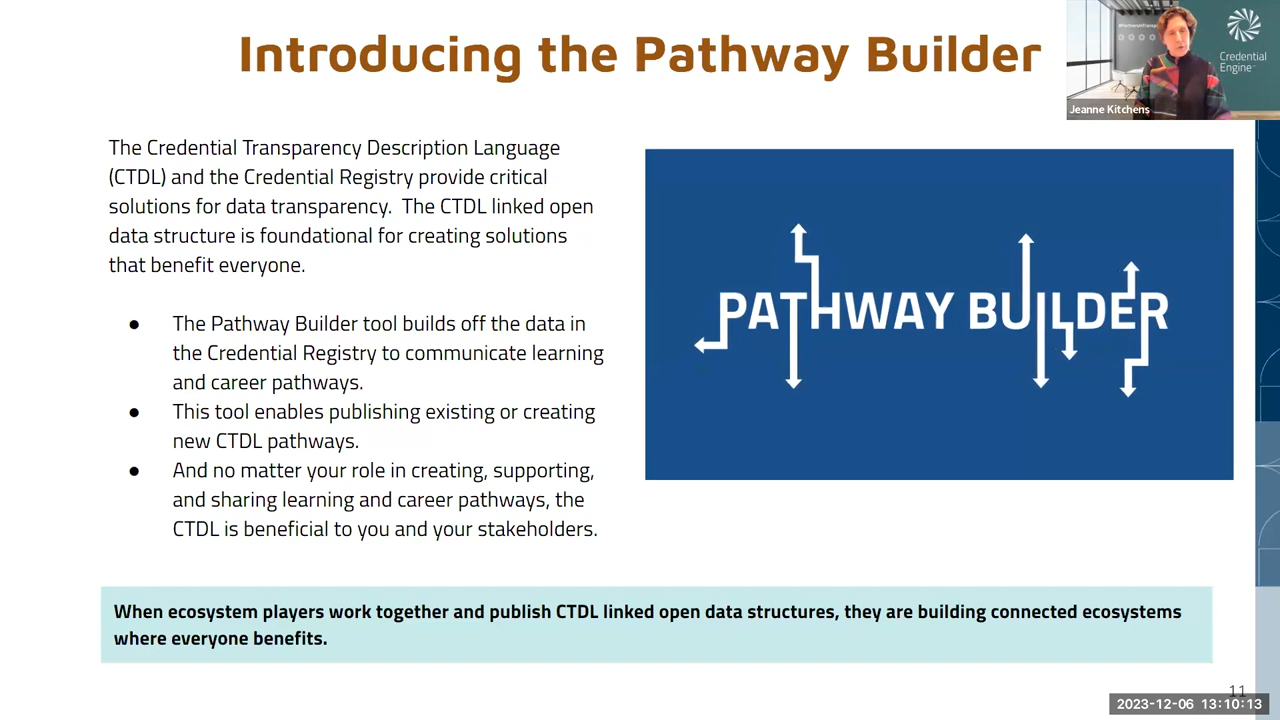 Introducing the Pathway Builder
Credential
Engine
Jeanne Kitchens
The Credential Transparency Description Language
(CTDL) and the Credential Registry provide critical
solutions for data transparency.  The CTDL linked open
data structure is foundational for creating solutions
that benefit everyone.
● The Pathway Builder tool builds off the data in
the Credential Registry to communicate learning
and career pathways.
● This tool enables publishing existing or creating
new CTDL pathways.
● And no matter your role in creating, supporting,
and sharing learning and career pathways, the
CTDL is beneficial to you and your stakeholders.
PATHWAY BUILDER
When ecosystem players work together and publish CTDL linked open data structures, they are building connected ecosystems
where everyone benefits.
11
2023-12-06 13:10:13